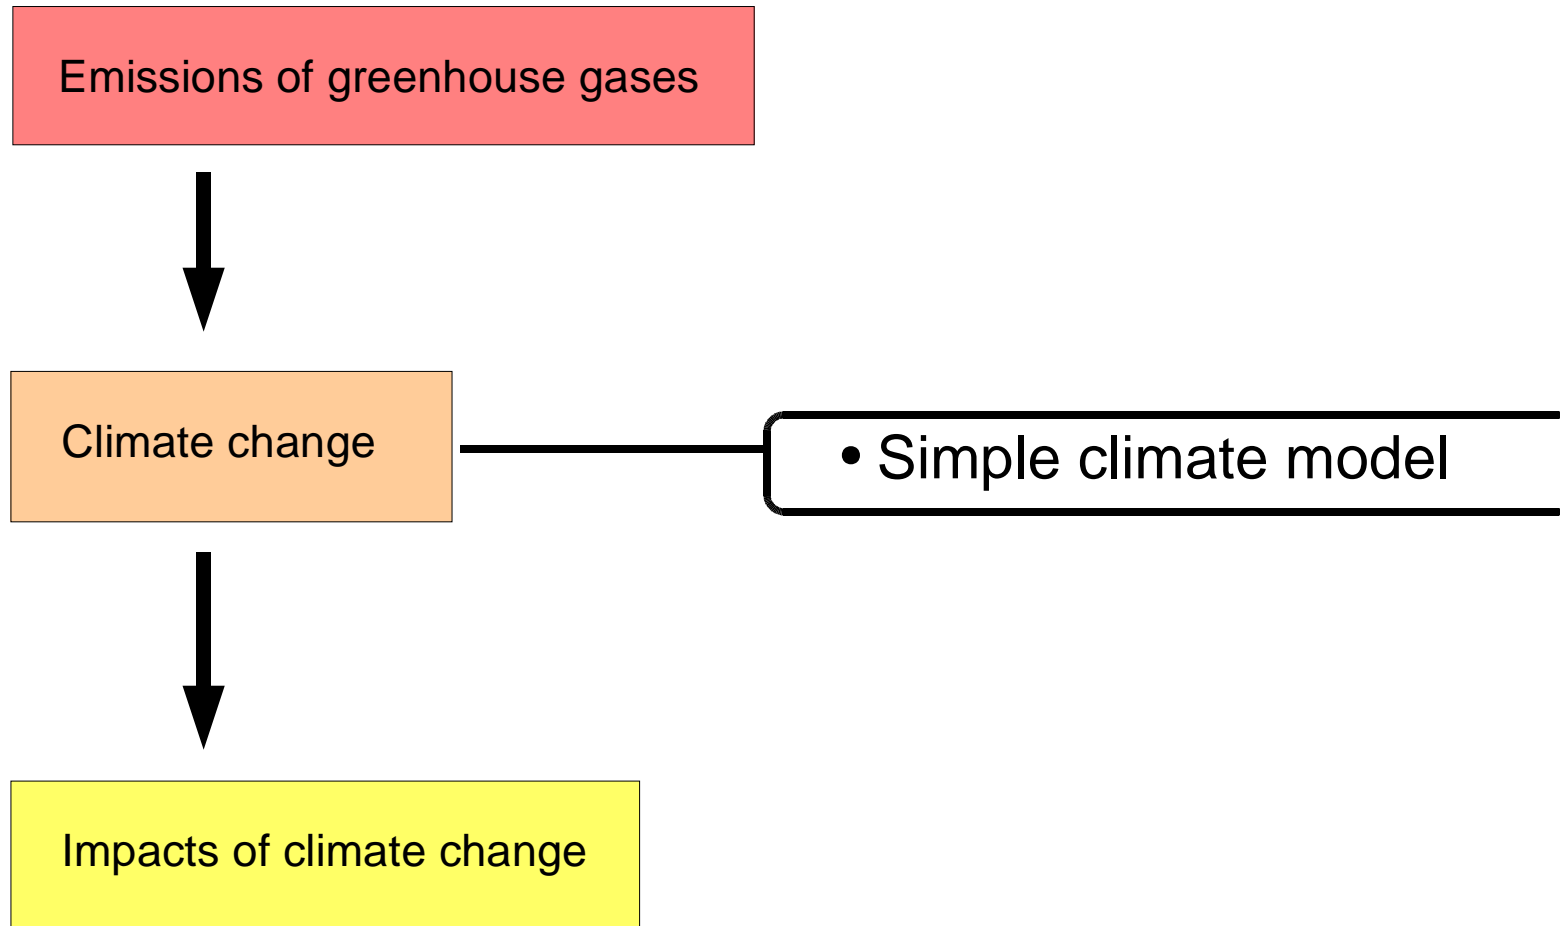 Emissions of greenhouse gases
Climate change
• Simple climate model
Impacts of climate change